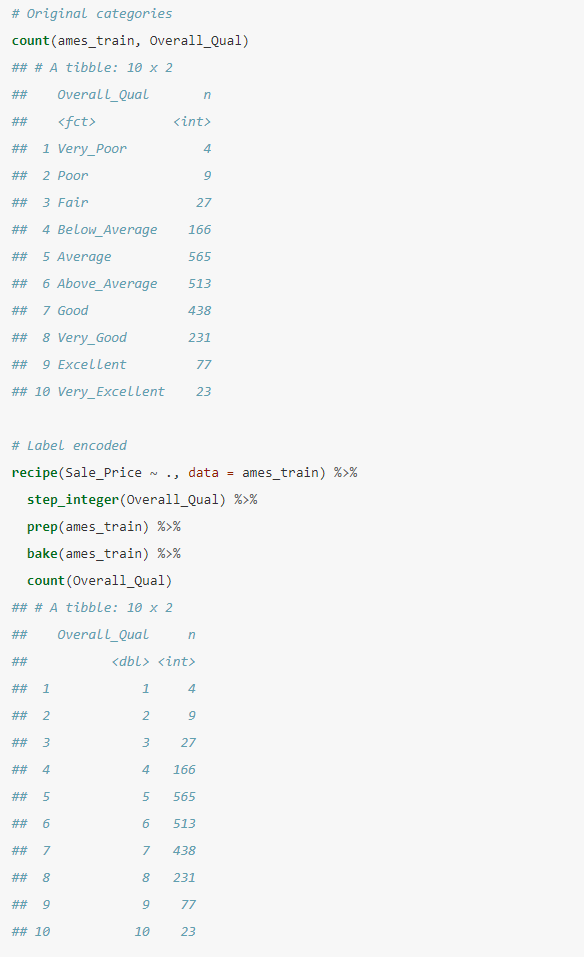 # Original categories
count(ames_train, Overall_Qual)
## # A tibble: 10 x 2
##    Overall_Qual       n
##    <fct>          <int>
##  1 Very_Poor          4
##  2 Poor               9
##  3 Fair              27
##  4 Below_Average    166
##  5 Average          565
##  6 Above_Average    513
##  7 Good             438
##  8 Very_Good        231
##  9 Excellent         77
## 10 Very_Excellent    23
# Label encoded
recipe(Sale_Price ~ ., data = ames_train) %>%
  step_integer(Overall_Qual) %>%
  prep(ames_train) %>%
  bake(ames_train) %>%
  count(Overall_Qual)
## # A tibble: 10 x 2
##    Overall_Qual     n
##           <dbl> <int>
##  1            1     4
##  2            2     9
##  3            3    27
##  4            4   166
##  5            5   565
##  6            6   513
##  7            7   438
##  8            8   231
##  9            9    77
## 10           10    23